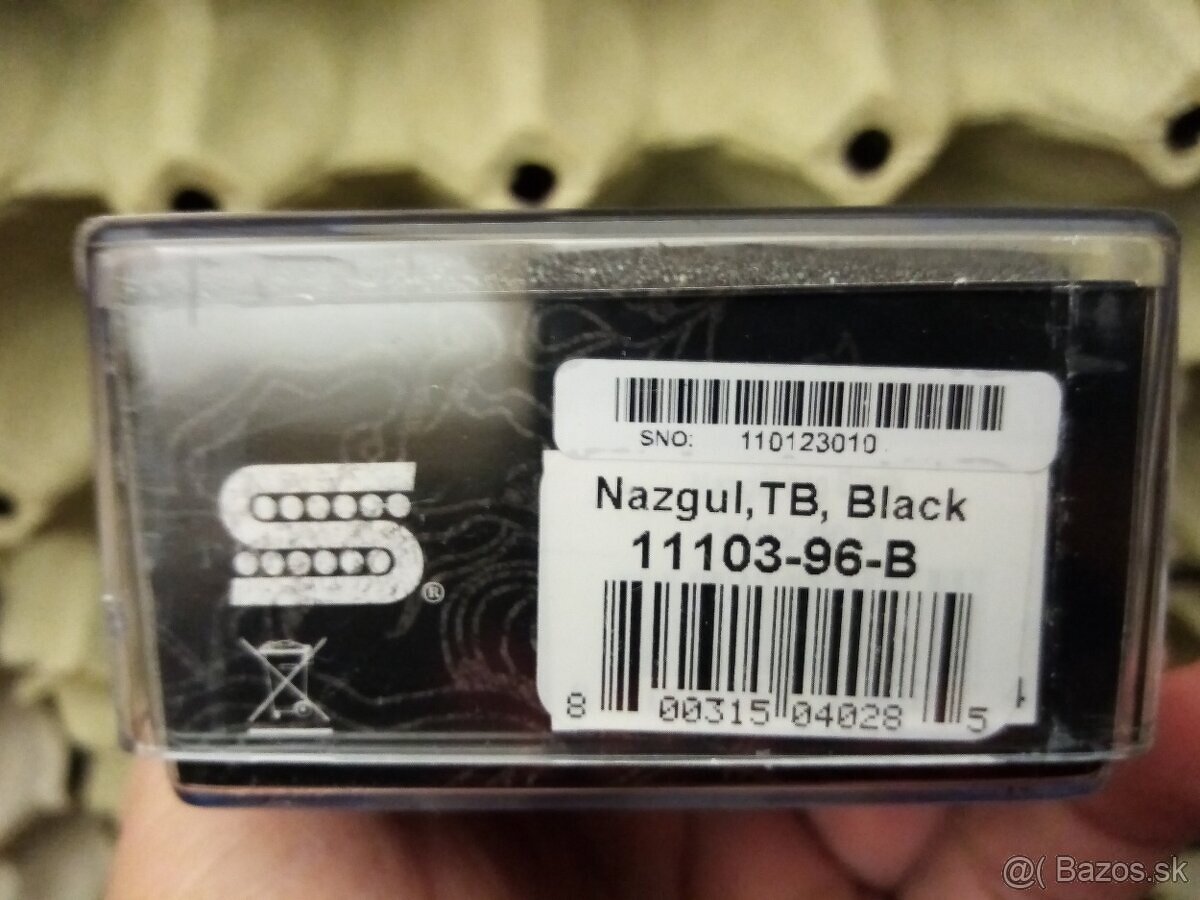 SNO: 110123010
Nazgul,TB, Black
11103-96-B
8 00315 04028 5
®
@( Bazos.sk